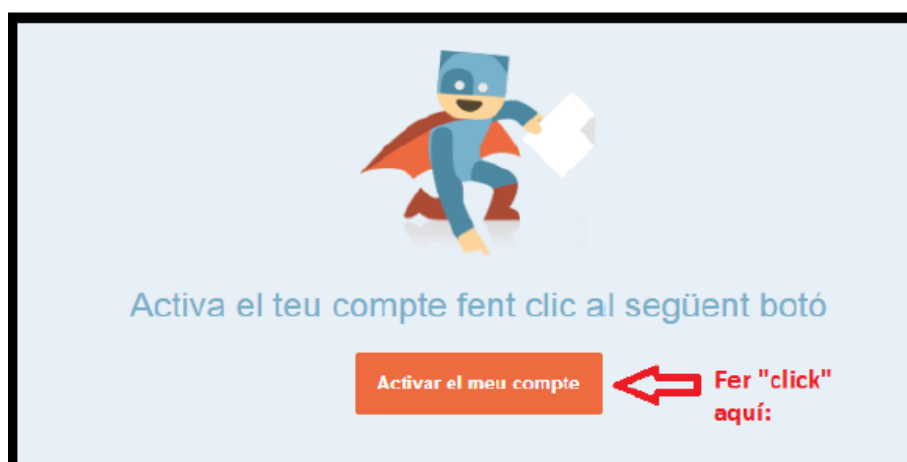 Activa el teu compte fent clic al següent botó
Activar el meu compte
Fer "click"
aquí: